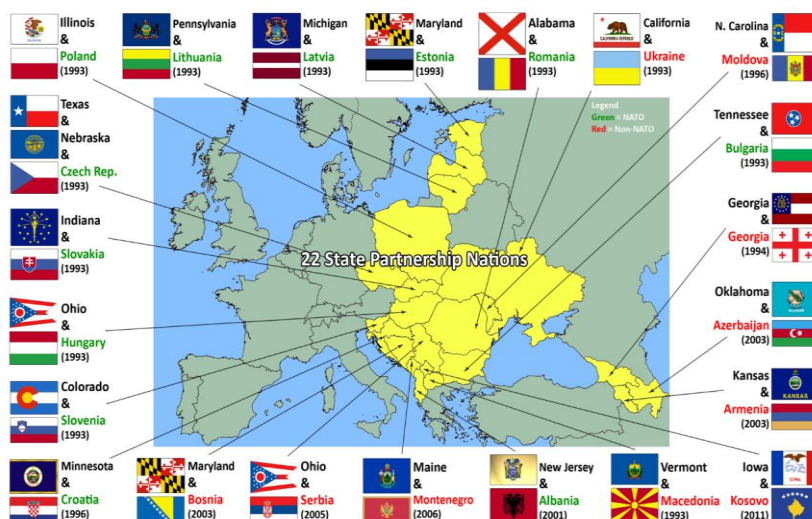 Illinois
&
Poland
(1993)
Pennsylvania
&
Lithuania
(1993)
Michigan
&
Latvia
(1993)
Maryland
&
Estonia
(1993)
Alabama
&
Romania
(1993)
California
&
Ukraine
(1993)
N. Carolina
&
Moldova
(1996)
Texas
&
Nebraska
&
Czech Rep.
(1993)
Legend
Green = NATO
Red = Non-NATO
Tennessee
&
Bulgaria
(1993)
Indiana
&
Slovakia
(1993)
22 State Partnership Nations
Georgia
&
Georgia
(1994)
Ohio
&
Hungary
(1993)
Oklahoma
&
Azerbaijan
(2003)
Colorado
&
Slovenia
(1993)
Kansas
&
Armenia
(2003)
KANSAS
CALIFORNIA REPUBLIC
Minnesota
&
Croatia
(1996)
Maryland
&
Bosnia
(2003)
Ohio
&
Serbia
(2005)
Maine
&
Montenegro
(2006)
New Jersey
&
Albania
(2001)
Vermont
&
Macedonia
(1993)
Iowa
&
Kosovo
(2011)
IOWA